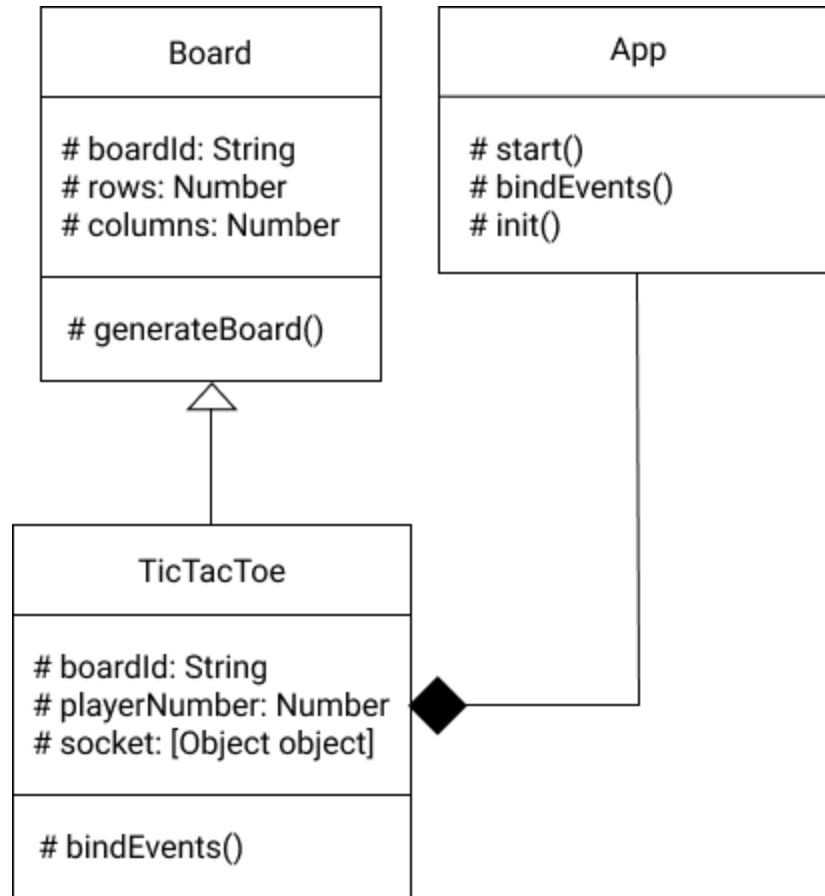 Board
# boardId: String
# rows: Number
# columns: Number
# generateBoard()
App
# start()
# bindEvents()
# init()
TicTacToe
# boardId: String
# playerNumber: Number
# socket: [Object object]
# bindEvents()